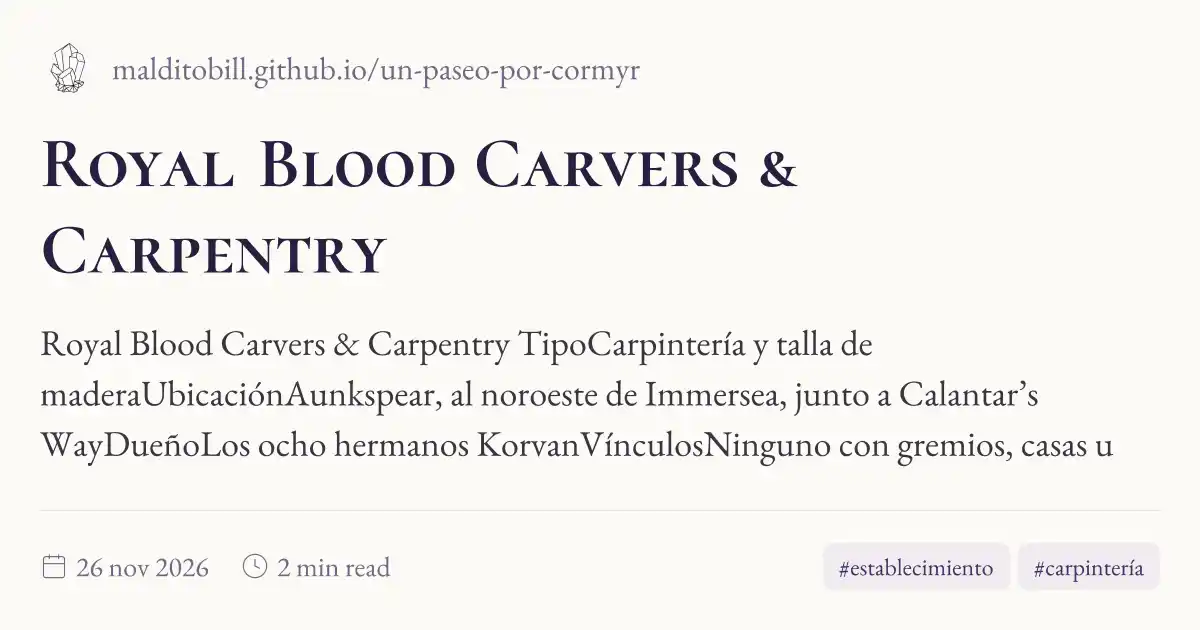 malditobill.github.io/un-paseo-por-cormyr
Royal Blood Carvers &
Carpentry
Royal Blood Carvers & Carpentry TipoCarpintería y talla de
maderaUbicaciónAunkspear, al noroeste de Immersea, junto a Calantar’s
WayDueñoLos ocho hermanos KorvanVínculosNinguno con gremios, casas u
26 nov 2026 2 min read #establecimiento #carpintería